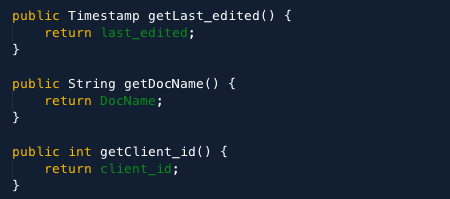 public Timestamp getLast_edited() {
    return last_edited;
}

public String getDocName() {
    return DocName;
}

public int getClient_id() {
    return client_id;
}